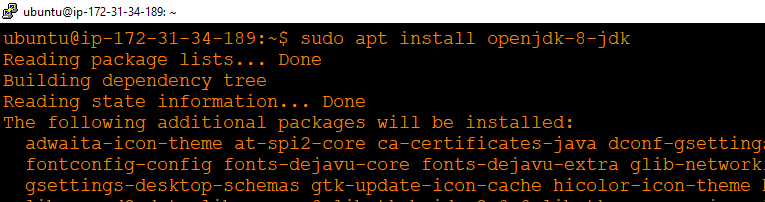 ubuntu@ip-172-31-34-189: ~
ubuntu@ip-172-31-34-189:~$ sudo apt install openjdk-8-jdk
Reading package lists... Done
Building dependency tree
Reading state information... Done
The following additional packages will be installed:
adwaita-icon-theme at-spi2-core ca-certificates-java dconf-gsettings
fontconfig-config fonts-dejavu-core fonts-dejavu-extra glib-network
gsettings-desktop-schemas gtk-update-icon-cache hicolor-icon-theme